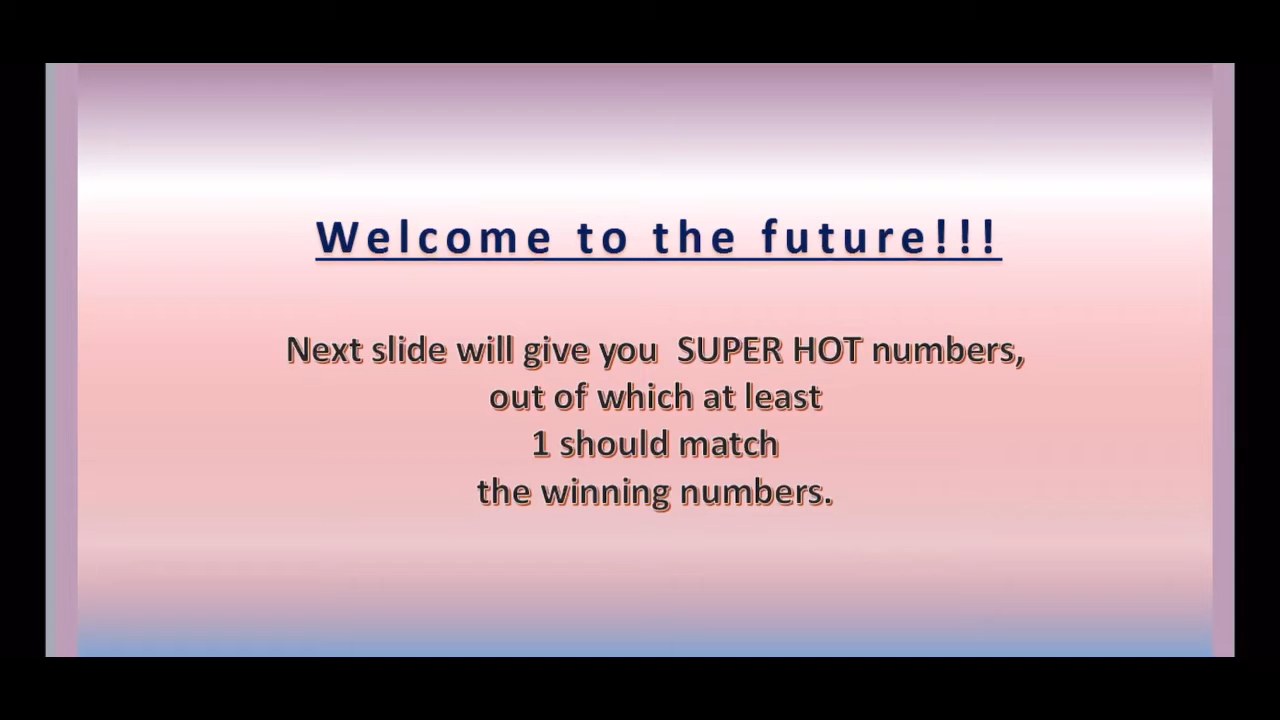 Welcome to the future!!!
Next slide will give you SUPER HOT numbers,
out of which at least
1 should match
the winning numbers.